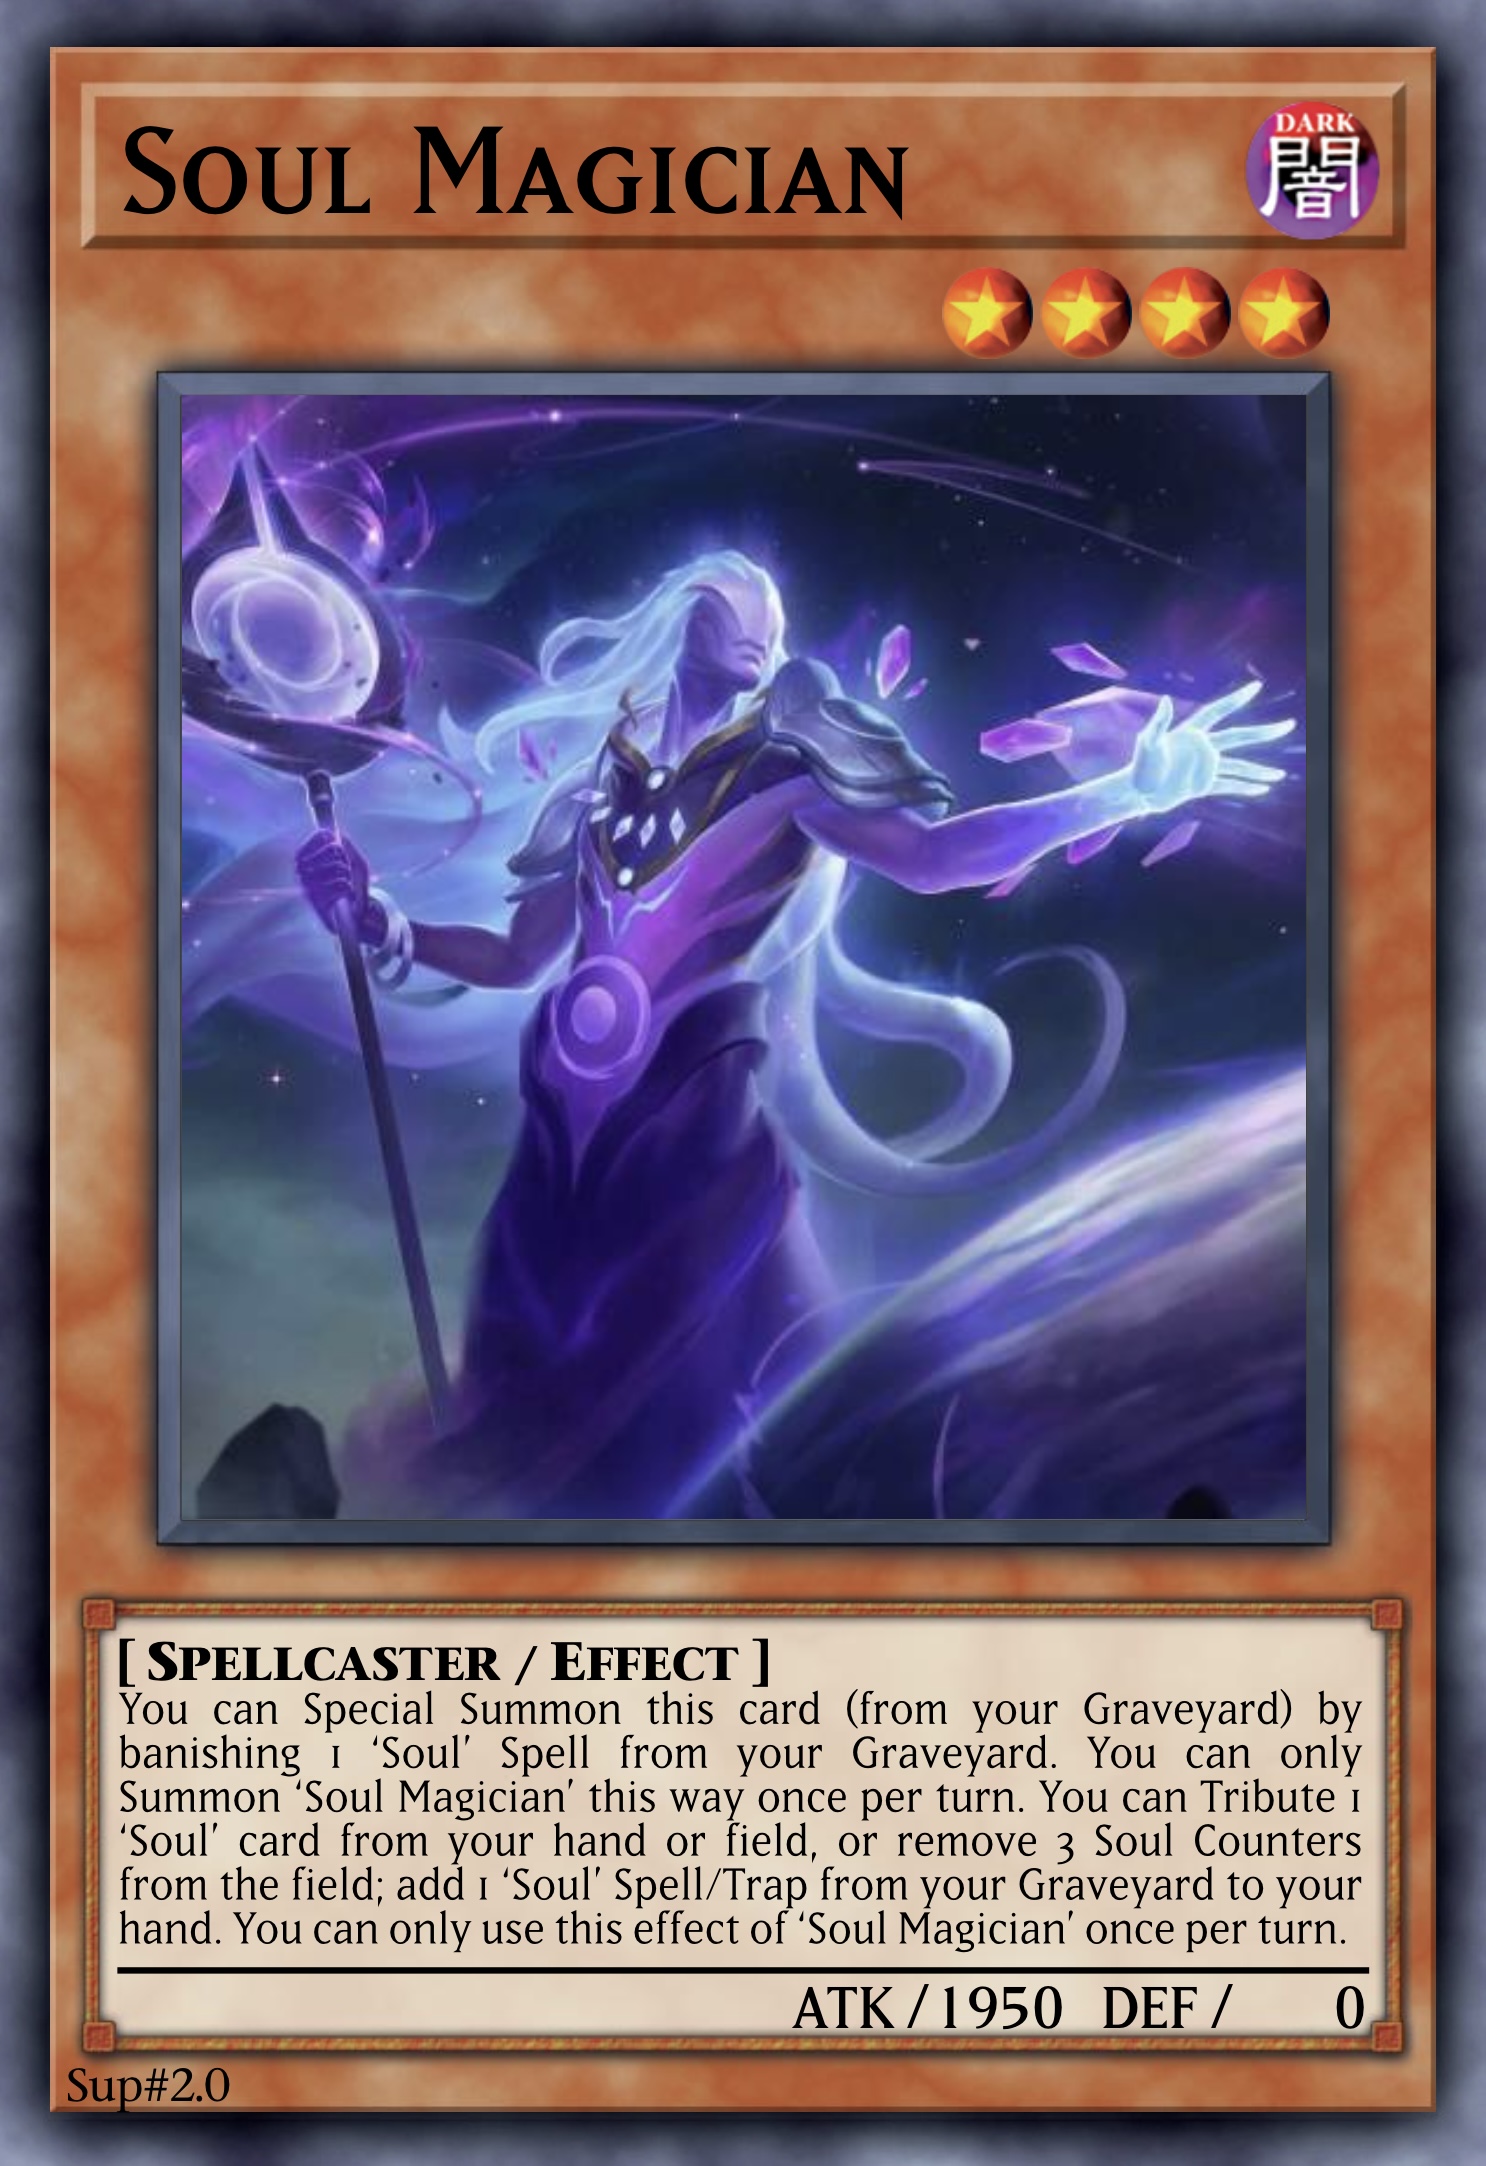 Soul Magician
DARK
闇
[ Spellcaster / Effect ]
You can Special Summon this card (from your Graveyard) by
banishing 1 ‘Soul’ Spell from your Graveyard. You can only
Summon ‘Soul Magician’ this way once per turn. You can Tribute 1
‘Soul’ card from your hand or field, or remove 3 Soul Counters
from the field; add 1 ‘Soul’ Spell/Trap from your Graveyard to your
hand. You can only use this effect of ‘Soul Magician’ once per turn.
ATK / 1950 DEF / 0
Sup#2.0